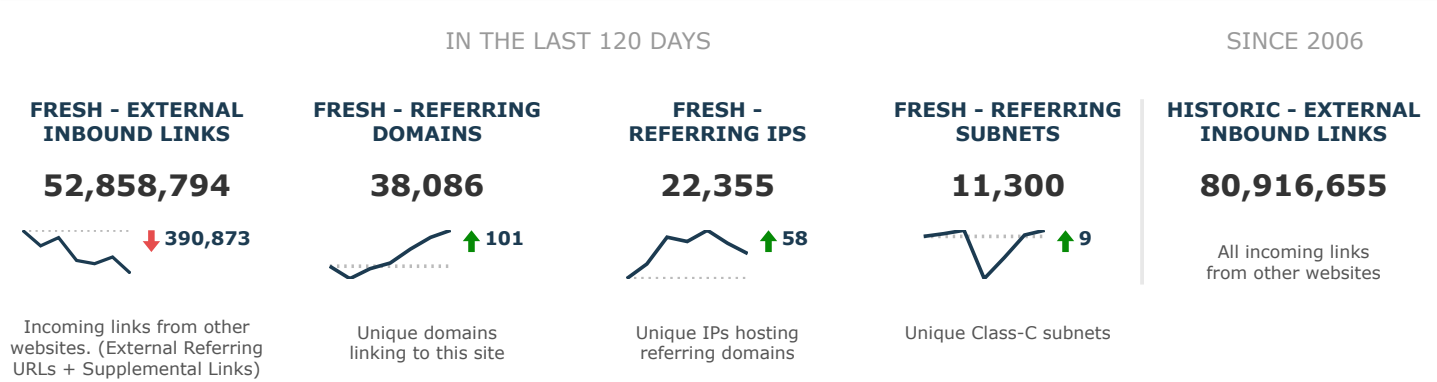 IN THE LAST 120 DAYS
SINCE 2006
FRESH - EXTERNAL
INBOUND LINKS
52,858,794
390,873
Incoming links from other
websites. (External Referring
URLs + Supplemental Links)
FRESH - REFERRING
DOMAINS
38,086
101
Unique domains
linking to this site
FRESH -
REFERRING IPS
22,355
58
Unique IPs hosting
referring domains
FRESH - REFERRING
SUBNETS
11,300
9
Unique Class-C subnets
HISTORIC - EXTERNAL
INBOUND LINKS
80,916,655
All incoming links
from other websites